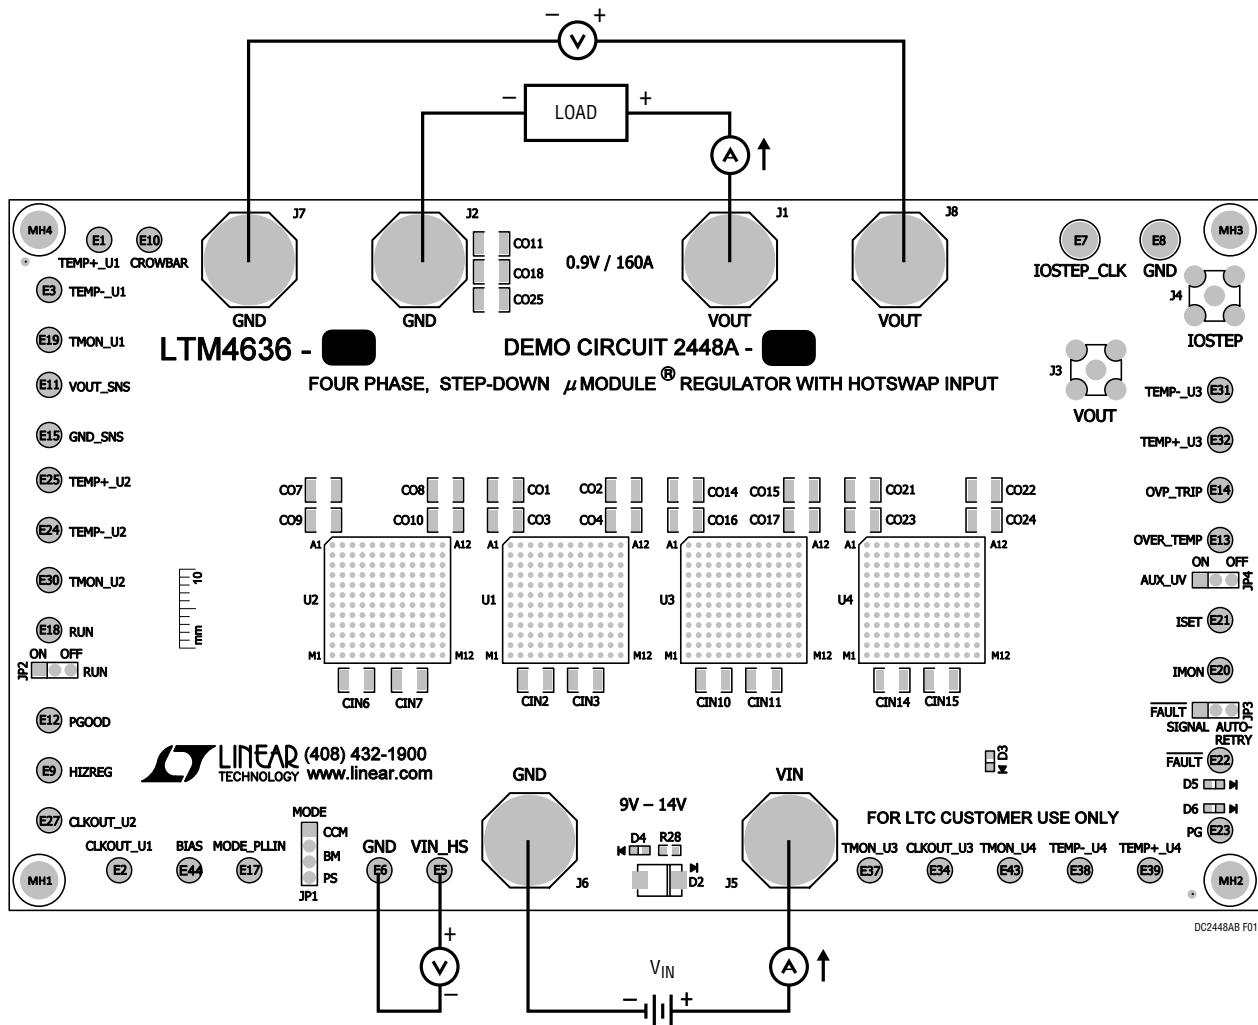 − V +
− LOAD +
A
MH4
E1
E10
J7
J2
J1
J8
E7
E8
MH3
TEMP+_U1
CROWBAR
CO11
CO18
CO25
0.9V / 160A
IOSTEP_CLK
GND
E3 TEMP-_U1
J4
GND
GND
VOUT
VOUT
IOSTEP
E19 TMON_U1
LTM4636 -
DEMO CIRCUIT 2448A -
FOUR PHASE, STEP-DOWN µMODULE ® REGULATOR WITH HOTSWAP INPUT
J3
VOUT
E11 VOUT_SNS
TEMP-_U3 E31
E15 GND_SNS
TEMP+_U3 E32
E25 TEMP+_U2
CO7
CO8
CO1
CO2
CO14
CO15
CO21
CO22
OVP_TRIP E14
CO9
CO10
CO3
CO4
CO16
CO17
CO23
CO24
E24 TEMP-_U2
OVER_TEMP E13
A1 A12
A1 A12
A1 A12
A1 A12
ON OFF
AUX_UV JP4
E30 TMON_U2
10
mm
U2
U1
U3
U4
ISET E21
E18 RUN
ON OFF
JP2 RUN
M1 M12
M1 M12
M1 M12
M1 M12
IMON E20
CIN6
CIN7
CIN2
CIN3
CIN10
CIN11
CIN14
CIN15
FAULT JP3
SIGNAL AUTO-
RETRY
E12 PGOOD
LINEAR (408) 432-1900
TECHNOLOGY www.linear.com
D3
FAULT E22
E9 HIZREG
GND
VIN
D5
D6
PG E23
9V – 14V
FOR LTC CUSTOMER USE ONLY
E27 CLKOUT_U2
MODE
CCM
BM
PS
JP1
D4
R28
D2
CLKOUT_U1
BIAS
MODE_PLLIN
GND
VIN_HS
TMON_U3
CLKOUT_U3
TMON_U4
TEMP-_U4
TEMP+_U4
MH1
E2
E44
E17
E6
E5
J6
J5
E37
E34
E43
E38
E39
MH2
DC2448AB F01
+
V
−
VIN
− +
A